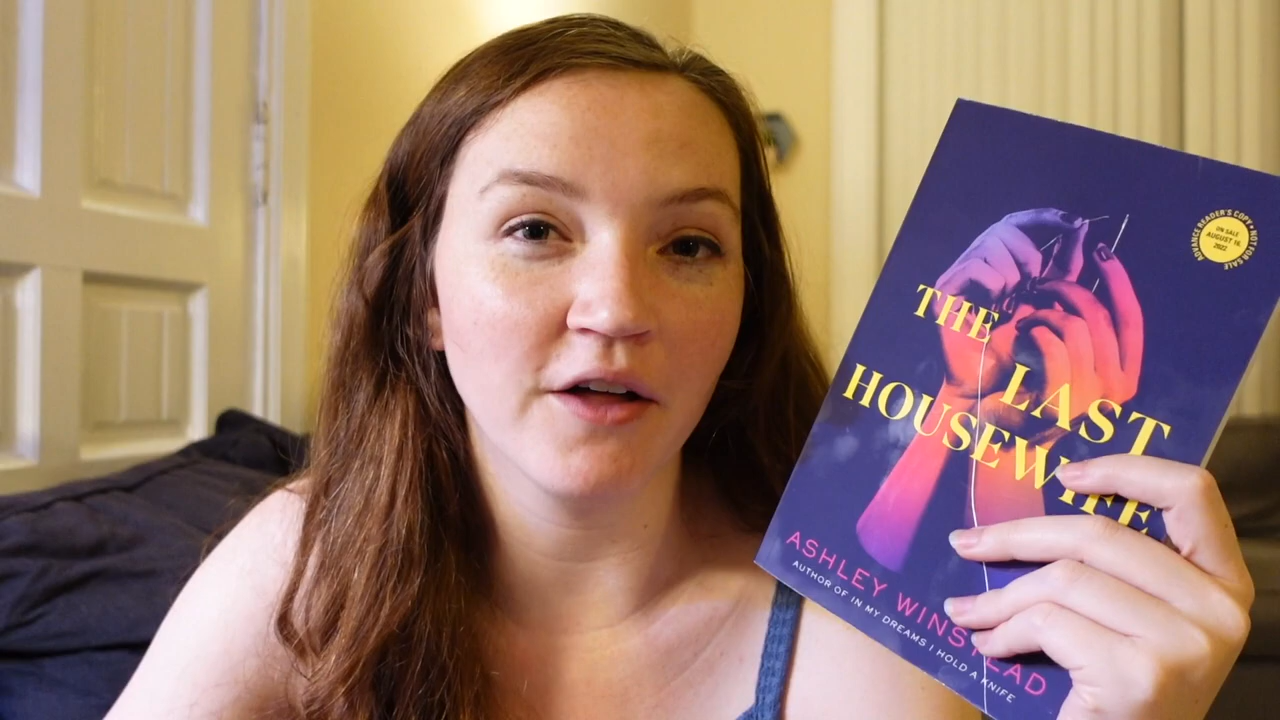 ADVANCE READER'S COPY • NOT FOR SALE
ON SALE
AUGUST 16,
2022
THE
LAST
HOUSEWIFE
ASHLEY WINSTEAD
AUTHOR OF IN MY DREAMS I HOLD A KNIFE